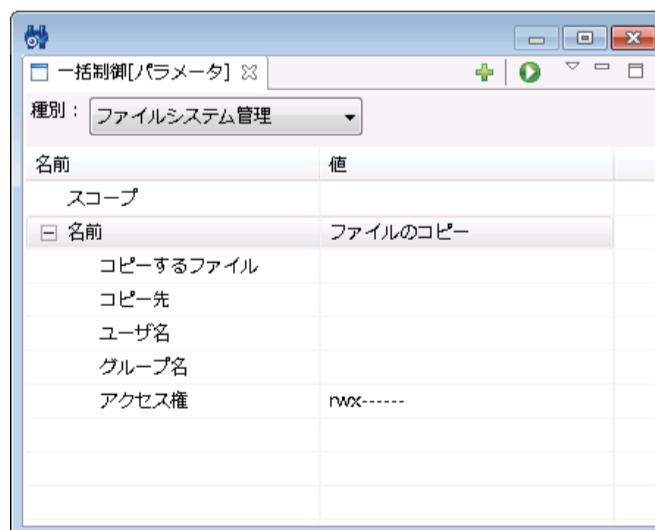 一括制御[パラメータ]
種別： ファイルシステム管理
名前 値
スコープ
名前 ファイルのコピー
コピーするファイル
コピー先
ユーザ名
グループ名
アクセス権 rwx------